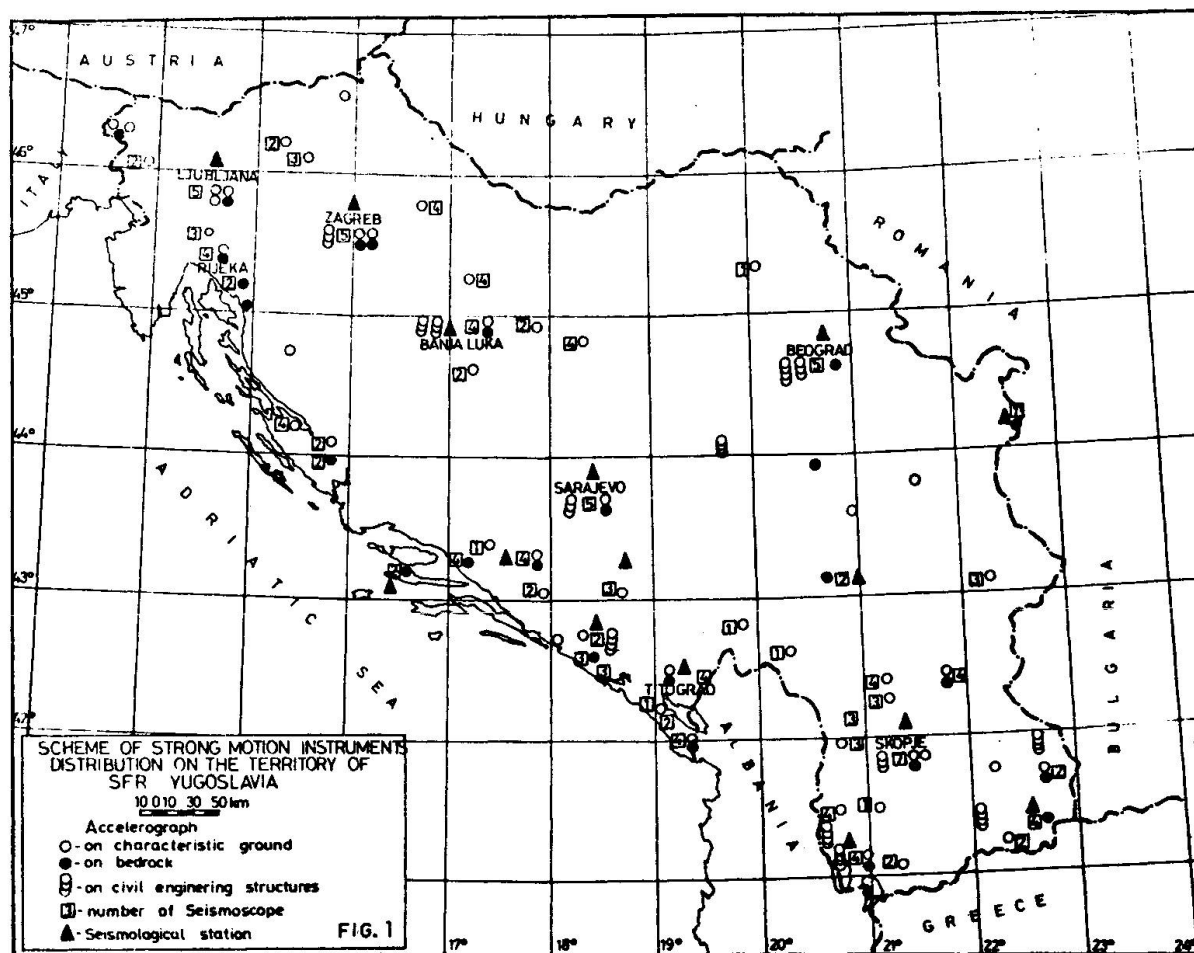 47°
AUSTRIA
HUNGARY
46°
ITALY
LJUBLJANA
ZAGREB
ROMANIA
RIJEKA
45°
BANJA LUKA
BEOGRAD
44°
ADRIATIC SEA
SARAJEVO
43°
BULGARIA
TITOGRAD
42°
ALBANIA
SKOPJE
GREECE
SCHEME OF STRONG MOTION INSTRUMENTS
DISTRIBUTION ON THE TERRITORY OF
SFR YUGOSLAVIA
10 0 10 30 50 km
Accelerograph
- on characteristic ground
- on bedrock
- on civil enginering structures
3 - number of Seismoscope
- Seismological station
FIG. 1
17° 18° 19° 20° 21° 22° 23° 24°